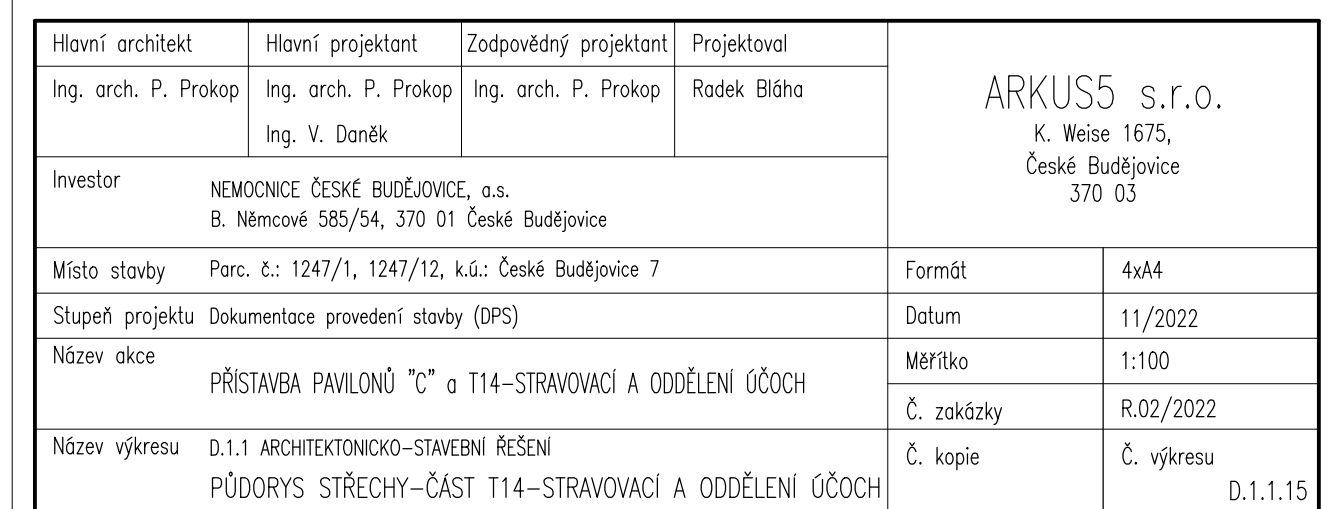 Hlavní architekt
Hlavní projektant
Zodpovědný projektant
Projektoval
Ing. arch. P. Prokop
Ing. arch. P. Prokop
Ing. V. Daněk
Ing. arch. P. Prokop
Radek Bláha
ARKUS5 s.r.o.
K. Weise 1675,
České Budějovice
370 03
Investor
NEMOCNICE ČESKÉ BUDĚJOVICE, a.s.
B. Němcové 585/54, 370 01 České Budějovice
Místo stavby
Parc. č.: 1247/1, 1247/12, k.ú.: České Budějovice 7
Formát
4xA4
Stupeň projektu
Dokumentace provedení stavby (DPS)
Datum
11/2022
Název akce
PŘÍSTAVBA PAVILONŮ "C" a T14-STRAVOVACÍ A ODDĚLENÍ ÚČOCH
Měřítko
1:100
Č. zakázky
R.02/2022
Název výkresu
D.1.1 ARCHITEKTONICKO-STAVEBNÍ ŘEŠENÍ
PŮDORYS STŘECHY-ČÁST T14-STRAVOVACÍ A ODDĚLENÍ ÚČOCH
Č. kopie
Č. výkresu
D.1.1.15